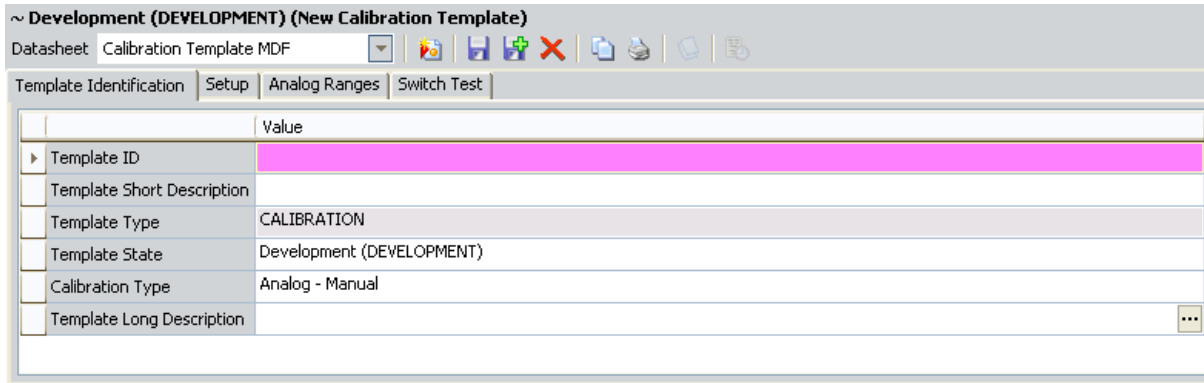 ~ Development (DEVELOPMENT) (New Calibration Template)
Datasheet Calibration Template MDF
Template Identification Setup Analog Ranges Switch Test
Value
Template ID
Template Short Description
Template Type CALIBRATION
Template State Development (DEVELOPMENT)
Calibration Type Analog - Manual
Template Long Description ...